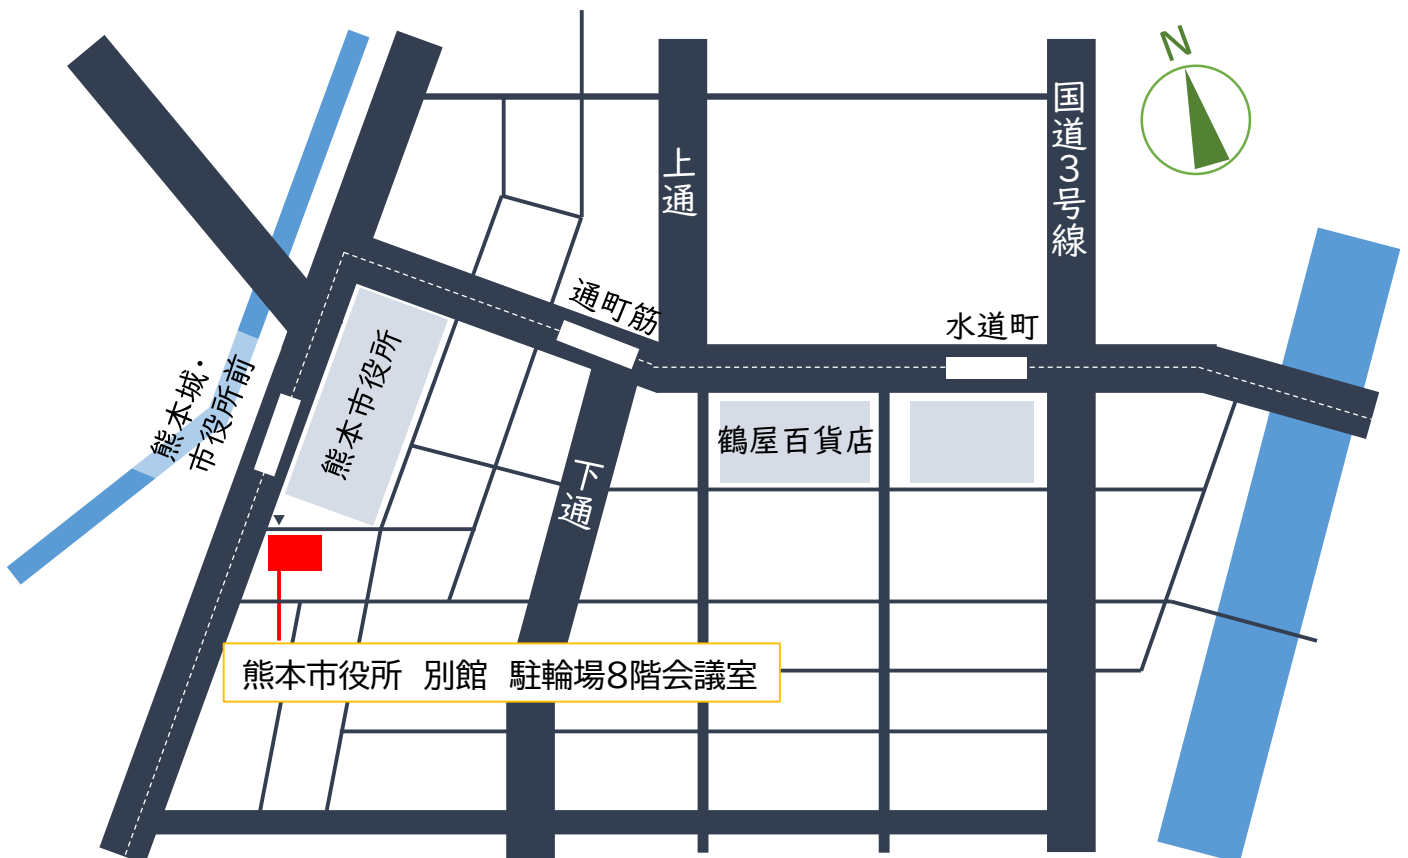 N
国道3号線
上通
通町筋
水道町
熊本城・
市役所前
熊本市役所
鶴屋百貨店
下通
熊本市役所 別館 駐輪場8階会議室